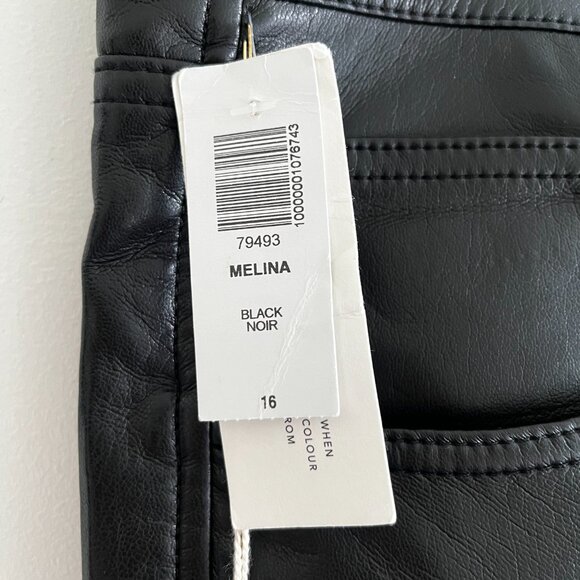 10000001076743
79493
MELINA
BLACK
NOIR
16
WHEN
COLOUR
ROM